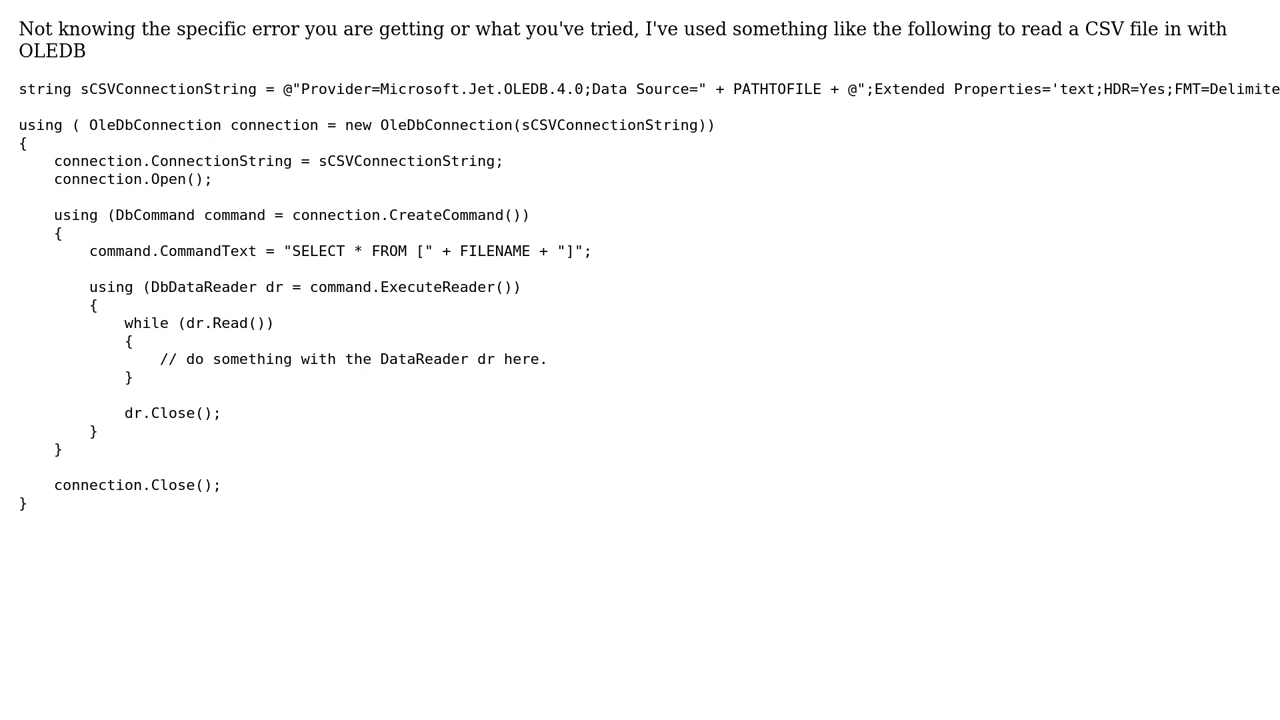 Not knowing the specific error you are getting or what you've tried, I've used something like the following to read a CSV file in with
OLEDB
string sCSVConnectionString = @"Provider=Microsoft.Jet.OLEDB.4.0;Data Source=" + PATHTOFILE + @";Extended Properties='text;HDR=Yes;FMT=Delimite
using ( OleDbConnection connection = new OleDbConnection(sCSVConnectionString))
{
    connection.ConnectionString = sCSVConnectionString;
    connection.Open();
    using (DbCommand command = connection.CreateCommand())
    {
        command.CommandText = "SELECT * FROM [" + FILENAME + "]";
        using (DbDataReader dr = command.ExecuteReader())
        {
            while (dr.Read())
            {
                // do something with the DataReader dr here.
            }
            dr.Close();
        }
    }
    connection.Close();
}